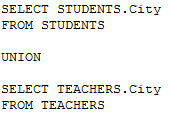 SELECT STUDENTS.City
FROM STUDENTS
UNION
SELECT TEACHERS.City
FROM TEACHERS